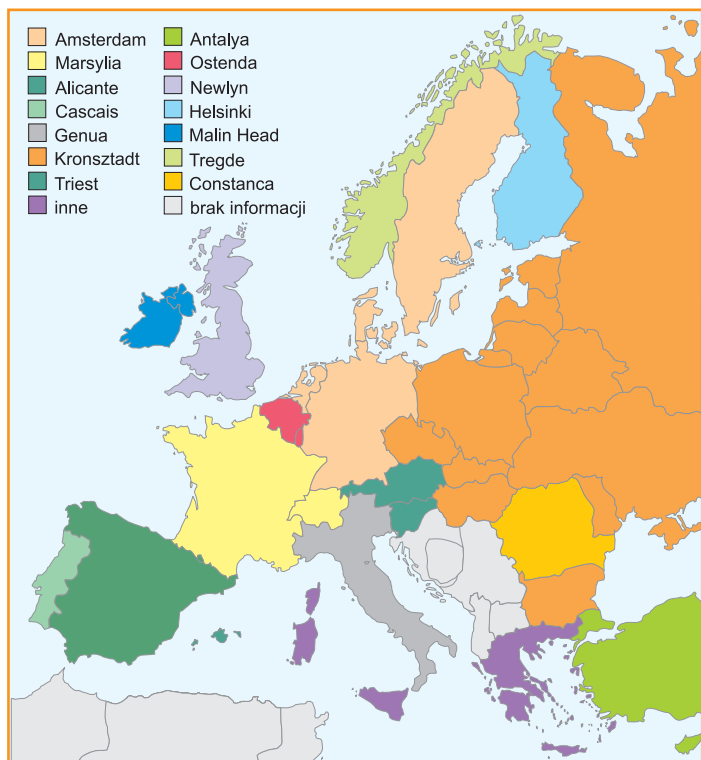 Amsterdam
Marsylia
Alicante
Cascais
Genua
Kronsztadt
Triest
inne
Antalya
Ostenda
Newlyn
Helsinki
Malin Head
Tregde
Constanca
brak informacji